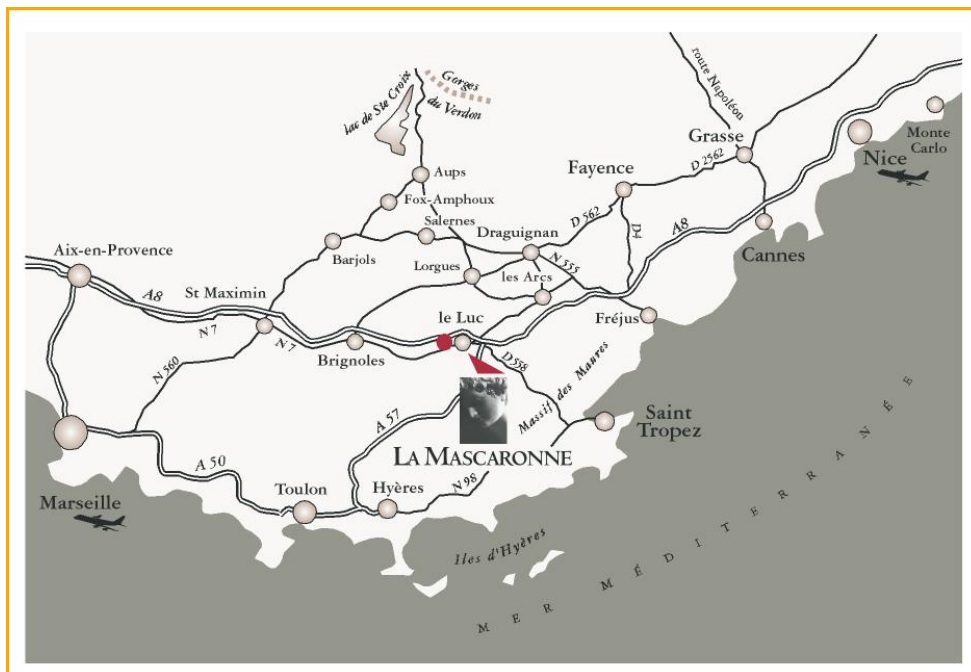 route Napoléon
Gorges
du Verdon
lac de Ste Croix
Monte
Carlo
Grasse
Nice
D 2562
Fayence
Aups
Fox-Amphoux
Salernes
D 562
Draguignan
D4
A8
Cannes
Aix-en-Provence
Barjols
Lorgues
N 555
les Arcs
A8
St Maximin
le Luc
Fréjus
N7
N7
Brignoles
D 558
N 560
Massif des Maures
Saint
Tropez
A 57
LA MASCARONNE
A 50
Toulon
Hyères
N 98
Marseille
Iles d'Hyères
MER MÉDITERRANÉE